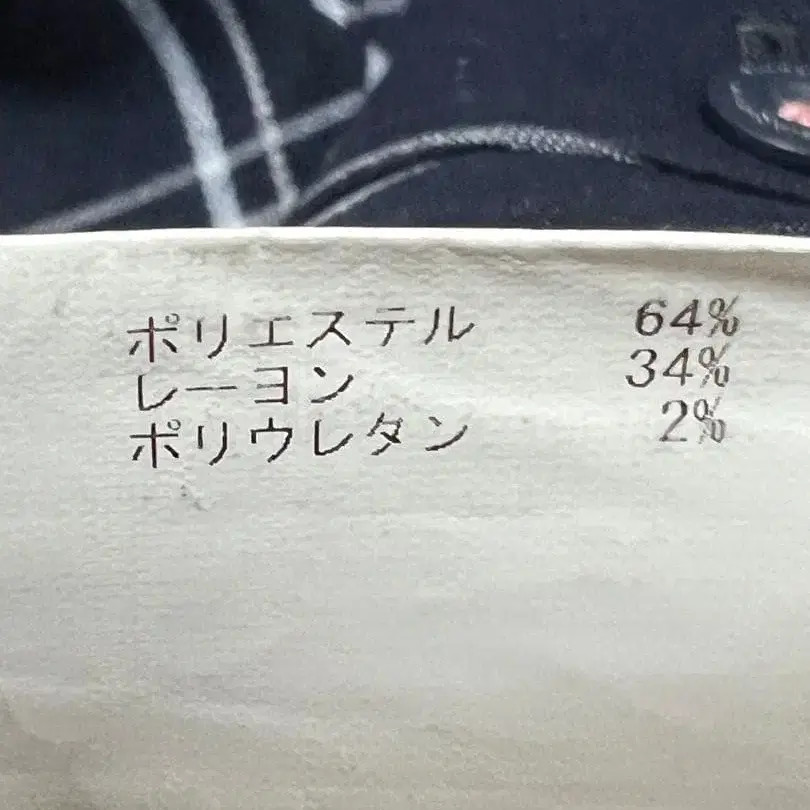 ポリエステル 64%
レーヨン 34%
ポリウレタン 2%